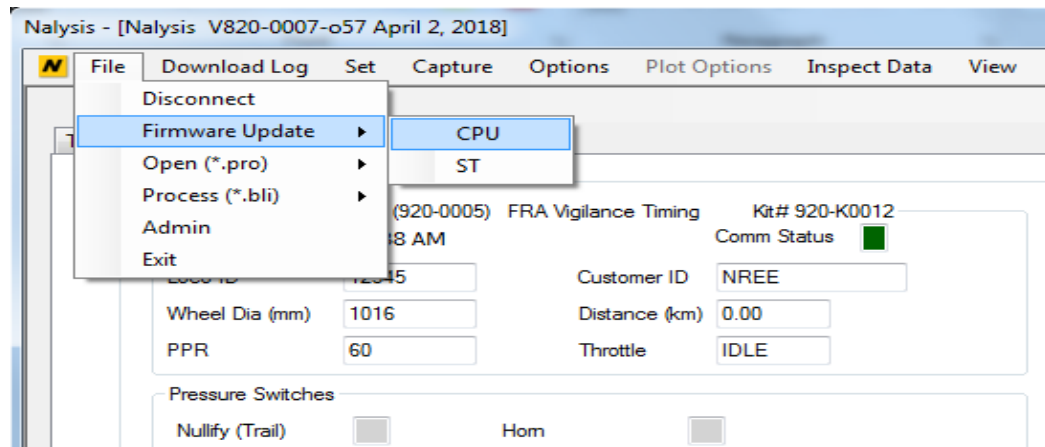 Nalysis - [Nalysis V820-0007-o57 April 2, 2018]
N File Download Log Set Capture Options Plot Options Inspect Data View
Disconnect
Firmware Update
CPU
Open (*.pro)
ST
Process (*.bli)
(920-0005) FRA Vigilance Timing Kit# 920-K0012
Admin
AM Comm Status
Exit
Customer ID NREE
Wheel Dia (mm) 1016 Distance (km) 0.00
PPR 60 Throttle IDLE
Pressure Switches
Nullify (Trail) Horn